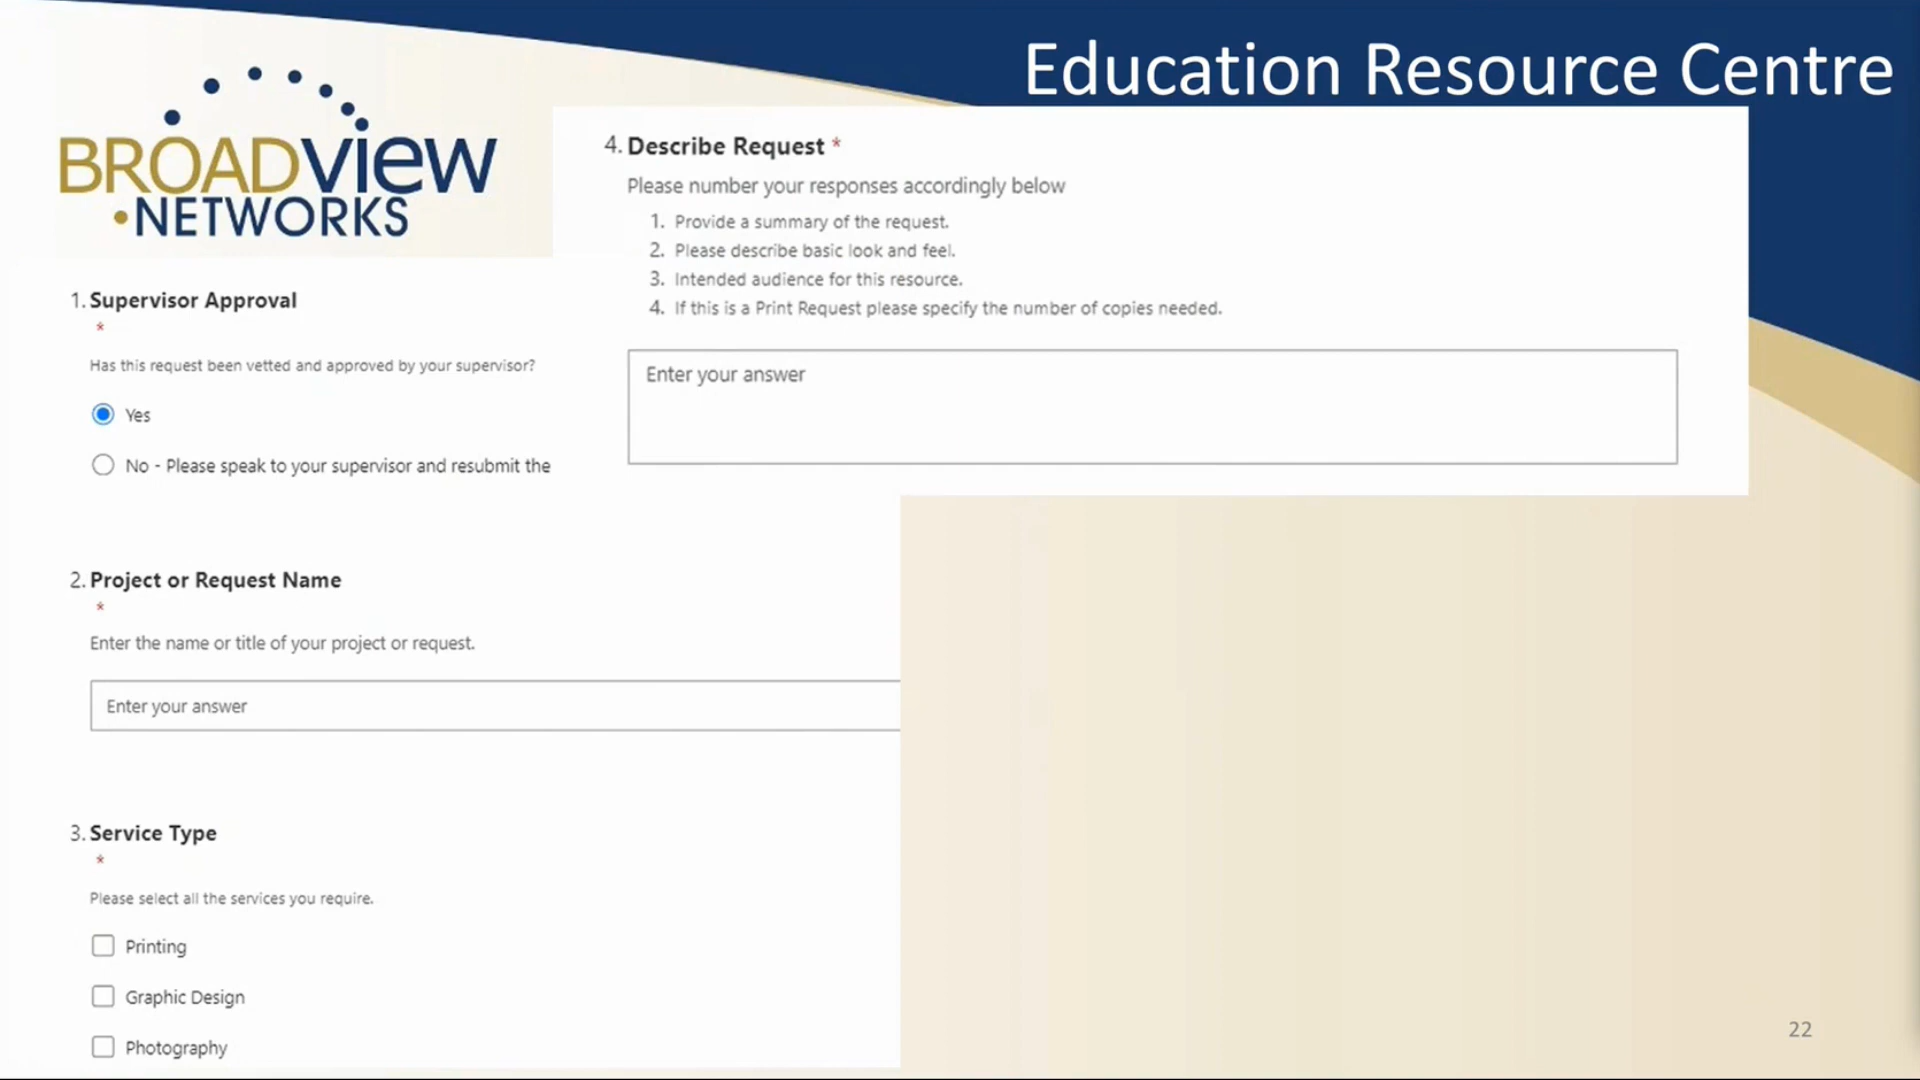 Education Resource Centre
BROADVIEW
•NETWORKS
1. Supervisor Approval
*
Has this request been vetted and approved by your supervisor?
Yes
No - Please speak to your supervisor and resubmit the
2. Project or Request Name
*
Enter the name or title of your project or request.
Enter your answer
3. Service Type
*
Please select all the services you require.
Printing
Graphic Design
Photography
4. Describe Request *
Please number your responses accordingly below
1. Provide a summary of the request.
2. Please describe basic look and feel.
3. Intended audience for this resource.
4. If this is a Print Request please specify the number of copies needed.
Enter your answer
22